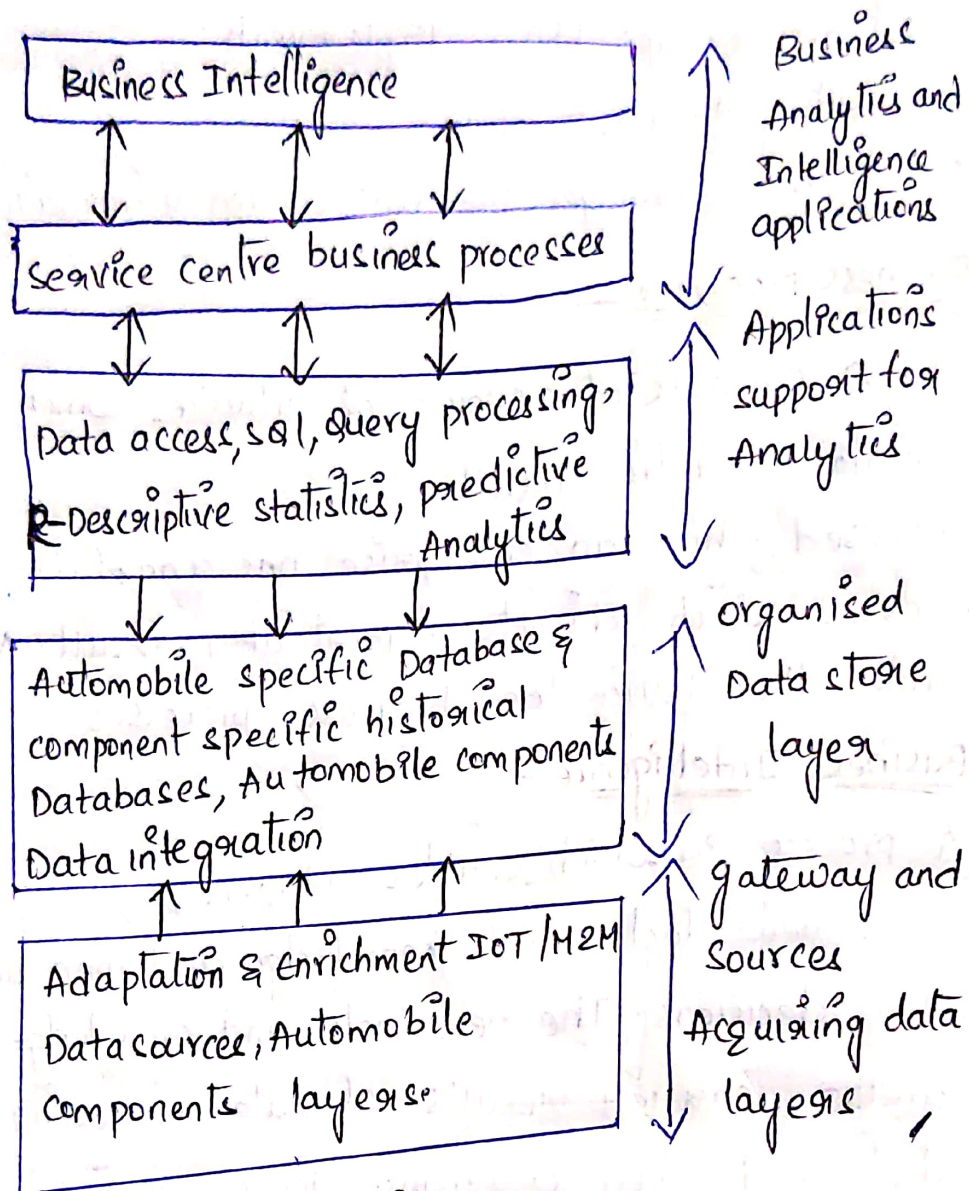 Business Intelligence
Service centre business processes
Data access, SQl, Query processing,
R-Descriptive statistics, predictive
Analytics
Automobile specific Database &
component specific historical
Databases, Automobile components
Data integration
Adaptation & Enrichment IOT/M2M
Data sources, Automobile
components layers.
Business
Analytics and
Intelligence
applications
Applications
support for
Analytics
organised
Data store
layer
gateway and
Sources
Acquiring data
layers